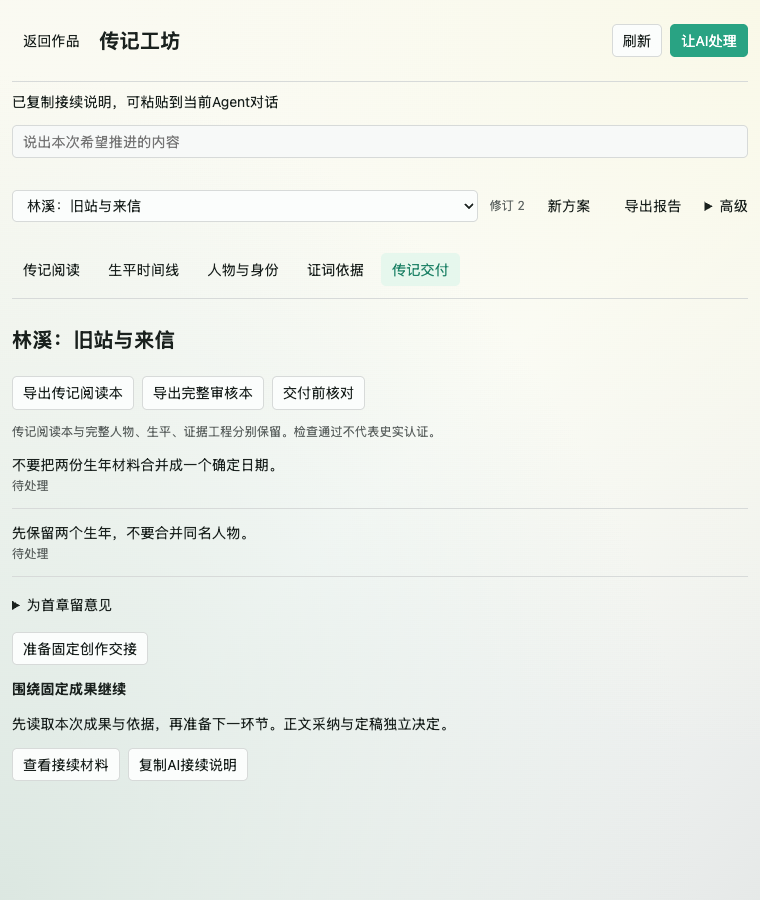 返回作品 传记工坊 刷新 让AI处理
已复制接续说明，可粘贴到当前Agent对话
说出本次希望推进的内容
林溪：旧站与来信 修订 2 新方案 导出报告 ▶ 高级
传记阅读 生平时间线 人物与身份 证词依据 传记交付
林溪：旧站与来信
导出传记阅读本 导出完整审核本 交付前核对
传记阅读本与完整人物、生平、证据工程分别保留。检查通过不代表史实认证。
不要把两份生年材料合并成一个确定日期。
待处理
先保留两个生年，不要合并同名人物。
待处理
▶ 为首章留意见
准备固定创作交接
围绕固定成果继续
先读取本次成果与依据，再准备下一环节。正文采纳与定稿独立决定。
查看接续材料 复制AI接续说明